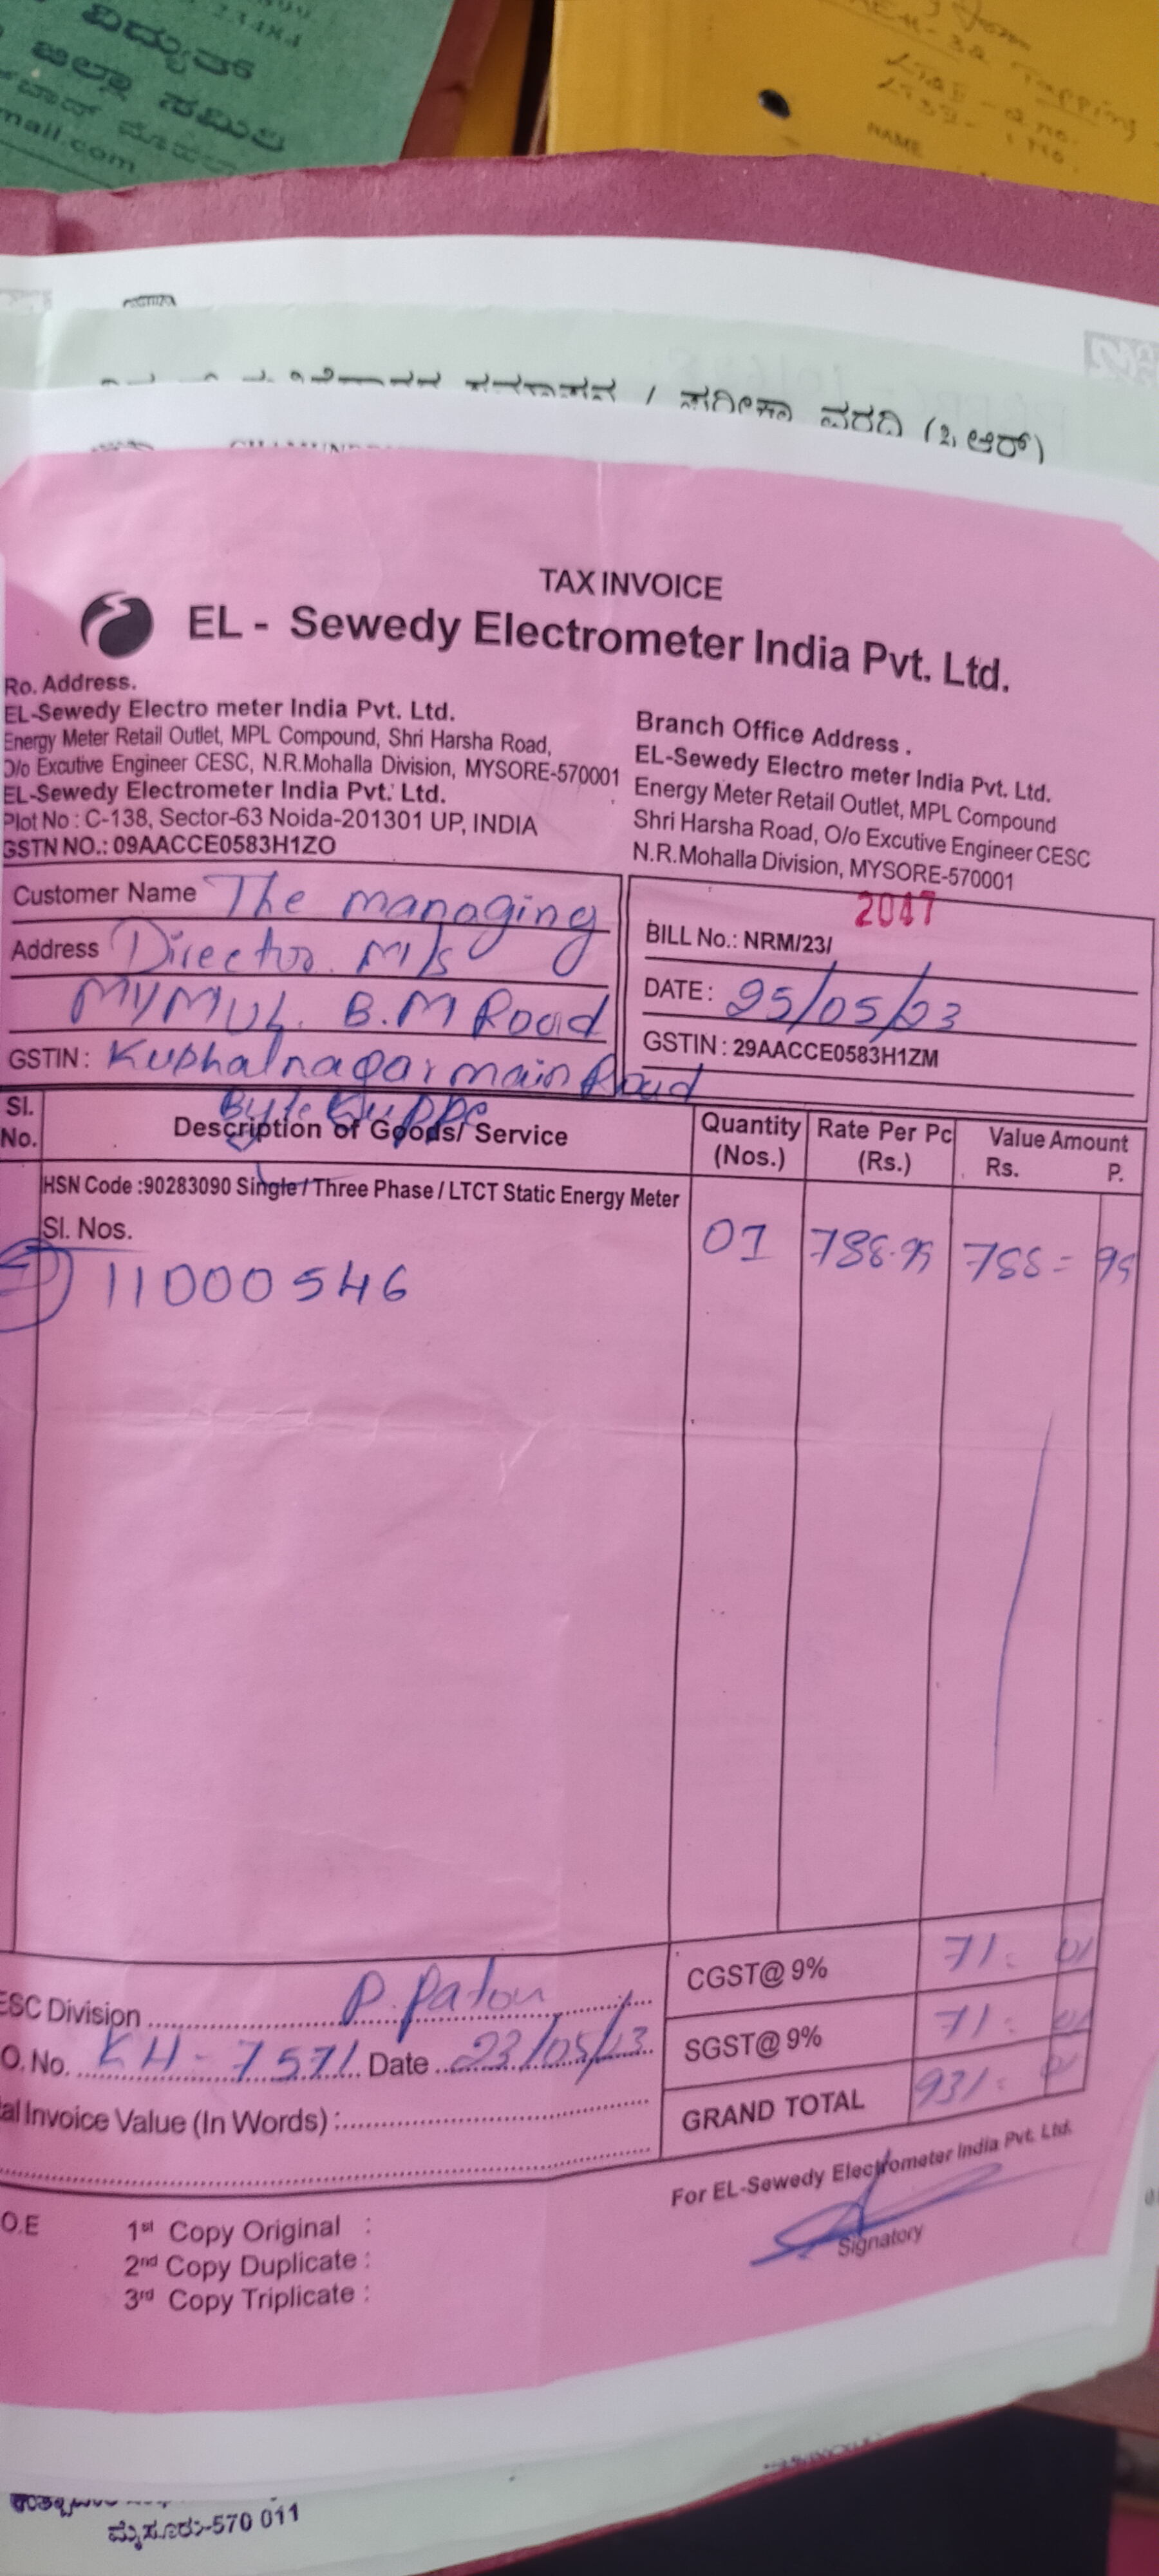 ವಿದ್ಯುತ್
ಜಿಲ್ಲಾ ಸಮಿತಿ
mail.com
Tapping
NAME
/ ಪರೀಕ್ಷಾ ವರದಿ (ಪಿ. ಆರ್)
TAX INVOICE
EL - Sewedy Electrometer India Pvt. Ltd.
Ro. Address.
EL-Sewedy Electro meter India Pvt. Ltd.
Energy Meter Retail Outlet, MPL Compound, Shri Harsha Road,
O/o Excutive Engineer CESC, N.R.Mohalla Division, MYSORE-570001
EL-Sewedy Electrometer India Pvt. Ltd.
Plot No : C-138, Sector-63 Noida-201301 UP, INDIA
GSTN NO.: 09AACCE0583H1ZO
Branch Office Address .
EL-Sewedy Electro meter India Pvt. Ltd.
Energy Meter Retail Outlet, MPL Compound
Shri Harsha Road, O/o Excutive Engineer CESC
N.R.Mohalla Division, MYSORE-570001
Customer Name The managing
Address Director. M/s
MYMUL. B.M Road
GSTIN : Kushalnagar main Road
Bylekuppe
2047
BILL No.: NRM/23/
DATE : 25/05/23
GSTIN : 29AACCE0583H1ZM
Sl. No. Description of Goods/ Service Quantity (Nos.) Rate Per Pc (Rs.) Value Amount Rs. P.
HSN Code :90283090 Single / Three Phase / LTCT Static Energy Meter
Sl. Nos.
1) 11000546 01 788.95 788= 95
CGST@ 9% 71= 01
SGST@ 9% 71= 01
GRAND TOTAL 931=
ESC Division P. Patou
O. No. KH-7571 Date 23/05/23
al Invoice Value (In Words) :
For EL-Sewedy Electrometer India Pvt. Ltd.
Signatory
O.E
1st Copy Original :
2nd Copy Duplicate :
3rd Copy Triplicate :
ಮೈಸೂರು-570 011